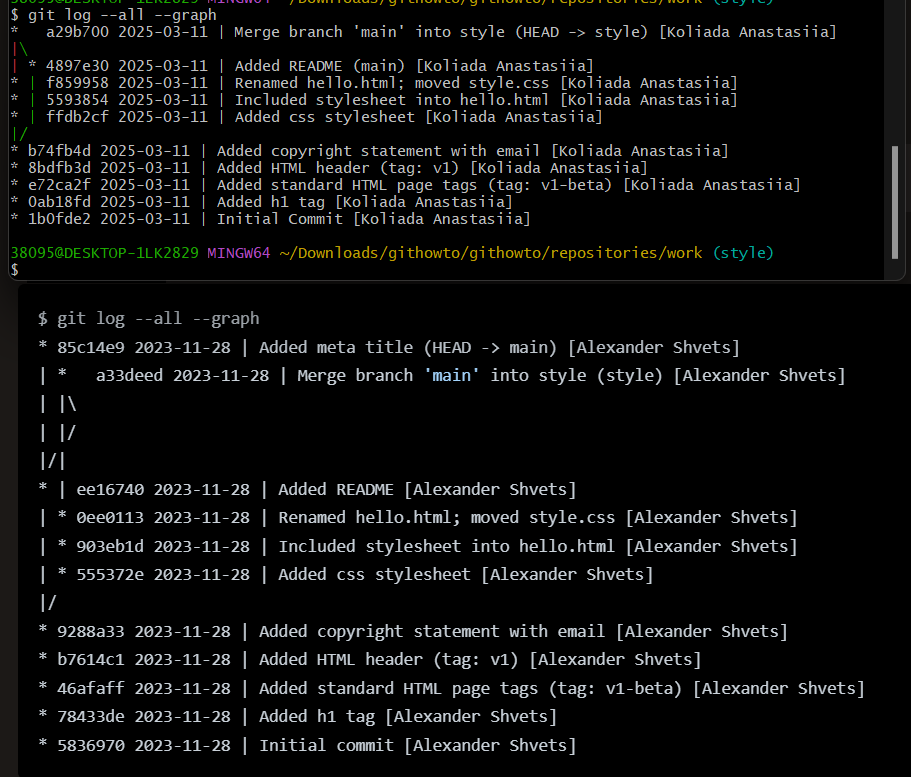 38095@DESKTOP-1LK2829 MINGW64 ~/Downloads/githowto/githowto/repositories/work (style)
$ git log --all --graph
*   a29b700 2025-03-11 | Merge branch 'main' into style (HEAD -> style) [Koliada Anastasiia]
|\
| * 4897e30 2025-03-11 | Added README (main) [Koliada Anastasiia]
* | f859958 2025-03-11 | Renamed hello.html; moved style.css [Koliada Anastasiia]
* | 5593854 2025-03-11 | Included stylesheet into hello.html [Koliada Anastasiia]
* | ffdb2cf 2025-03-11 | Added css stylesheet [Koliada Anastasiia]
|/
* b74fb4d 2025-03-11 | Added copyright statement with email [Koliada Anastasiia]
* 8bdfb3d 2025-03-11 | Added HTML header (tag: v1) [Koliada Anastasiia]
* e72ca2f 2025-03-11 | Added standard HTML page tags (tag: v1-beta) [Koliada Anastasiia]
* 0ab18fd 2025-03-11 | Added h1 tag [Koliada Anastasiia]
* 1b0fde2 2025-03-11 | Initial Commit [Koliada Anastasiia]
38095@DESKTOP-1LK2829 MINGW64 ~/Downloads/githowto/githowto/repositories/work (style)
$
$ git log --all --graph
* 85c14e9 2023-11-28 | Added meta title (HEAD -> main) [Alexander Shvets]
| *   a33deed 2023-11-28 | Merge branch 'main' into style (style) [Alexander Shvets]
| |\
| |/
|/|
* | ee16740 2023-11-28 | Added README [Alexander Shvets]
| * 0ee0113 2023-11-28 | Renamed hello.html; moved style.css [Alexander Shvets]
| * 903eb1d 2023-11-28 | Included stylesheet into hello.html [Alexander Shvets]
| * 555372e 2023-11-28 | Added css stylesheet [Alexander Shvets]
|/
* 9288a33 2023-11-28 | Added copyright statement with email [Alexander Shvets]
* b7614c1 2023-11-28 | Added HTML header (tag: v1) [Alexander Shvets]
* 46afaff 2023-11-28 | Added standard HTML page tags (tag: v1-beta) [Alexander Shvets]
* 78433de 2023-11-28 | Added h1 tag [Alexander Shvets]
* 5836970 2023-11-28 | Initial commit [Alexander Shvets]